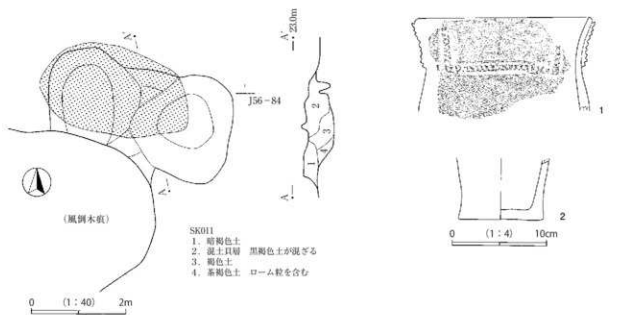 A'
A'
23.0m
J56-84
A
A
(風倒木痕)
2
3
4
1
SK011
1. 暗褐色土
2. 混土貝層 黒褐色土が混ざる
3. 褐色土
4. 茶褐色土 ローム粒を含む
0 (1:40) 2m
1
2
0 (1:4) 10cm